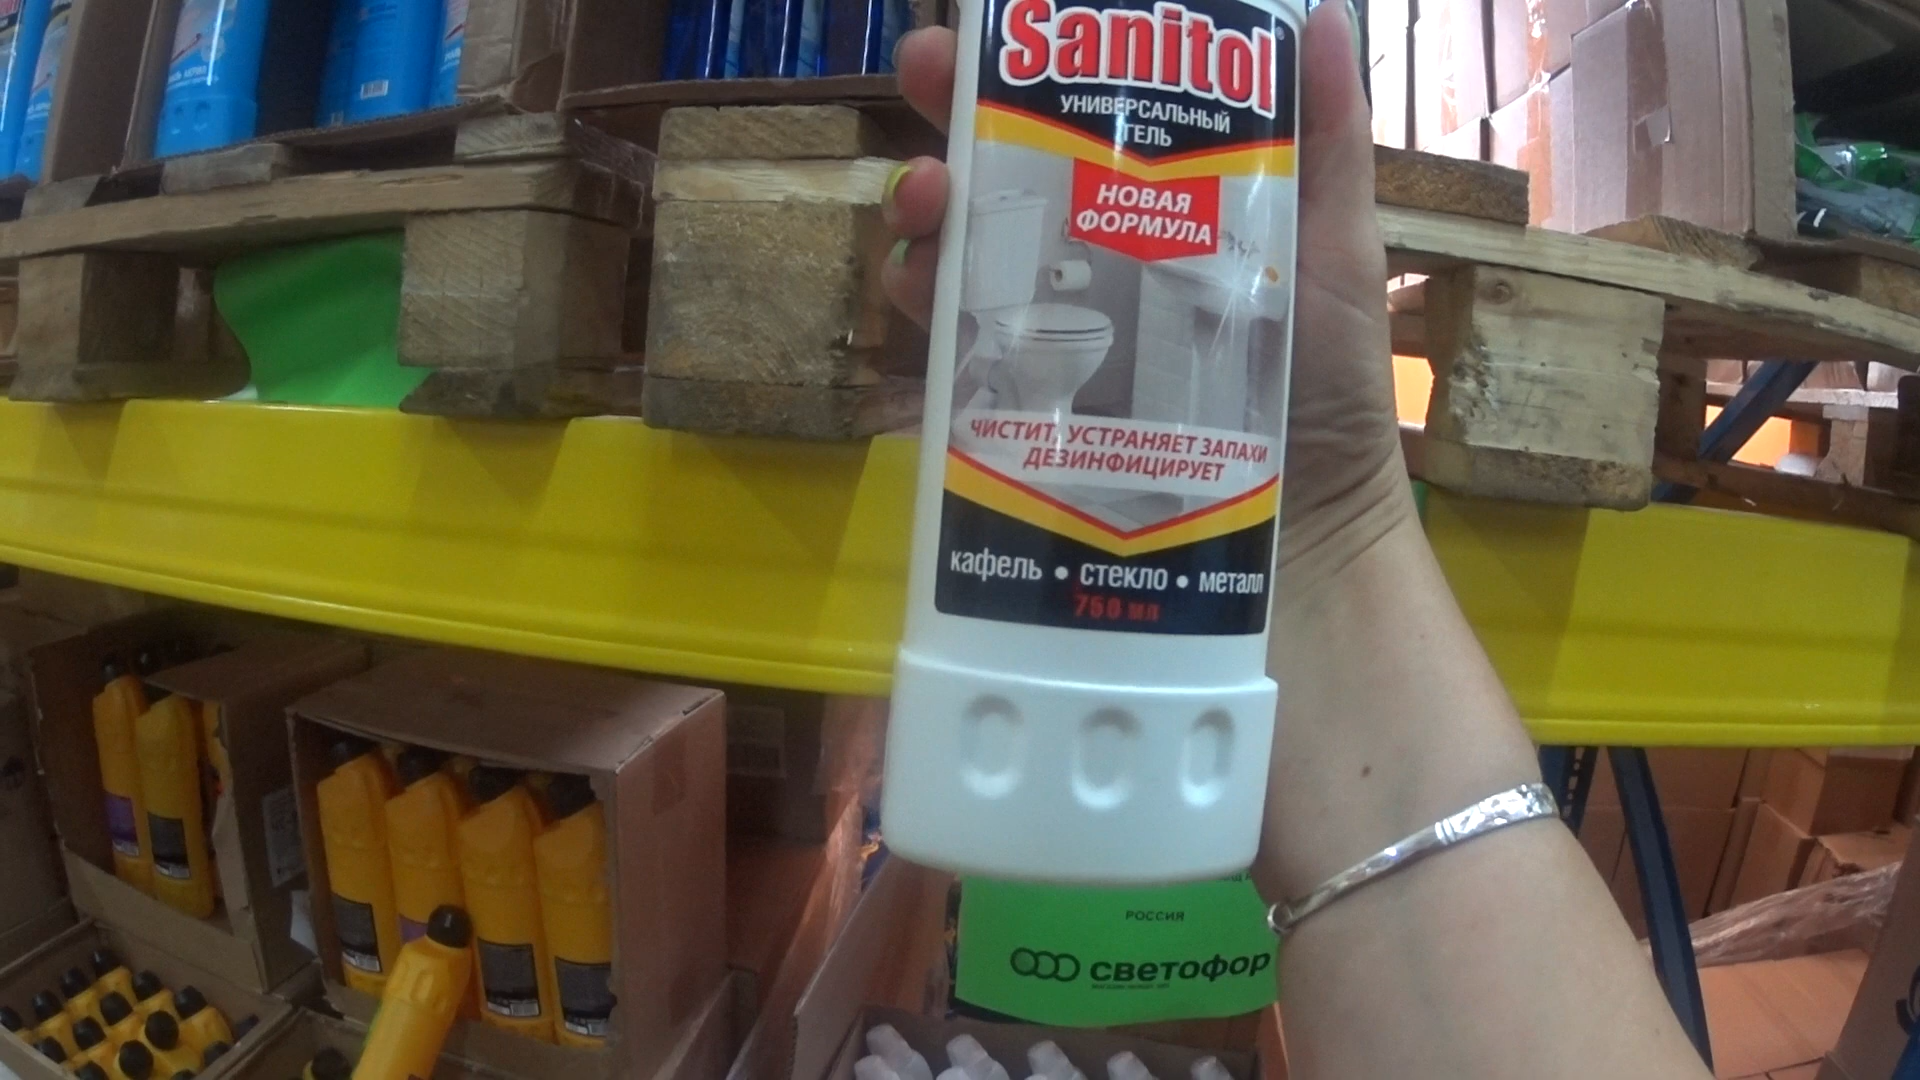 Sanitol
УНИВЕРСАЛЬНЫЙ
ГЕЛЬ
НОВАЯ
ФОРМУЛА
ЧИСТИТ, УСТРАНЯЕТ ЗАПАХИ
ДЕЗИНФИЦИРУЕТ
кафель • стекло • металл
750 мл
РОССИЯ
светофор